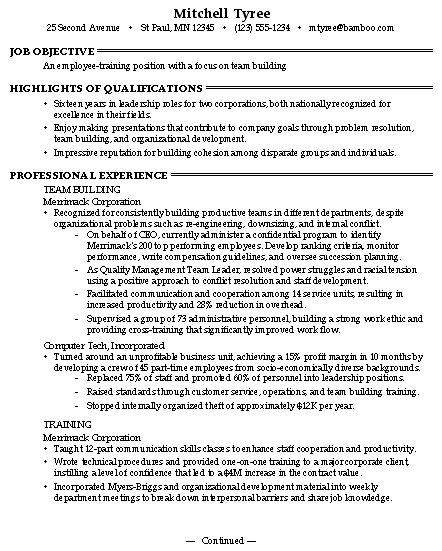 Mitchell Tyree
25 Second Avenue • St Paul, MN 12345 • (123) 555-1234 • mtyree@bamboo.com
JOB OBJECTIVE
An employee-training position with a focus on team building
HIGHLIGHTS OF QUALIFICATIONS
• Sixteen years in leadership roles for two corporations, both nationally recognized for
excellence in their fields.
• Enjoy making presentations that contribute to company goals through problem resolution,
team building, and organizational development.
• Impressive reputation for building cohesion among disparate groups and individuals.
PROFESSIONAL EXPERIENCE
TEAM BUILDING
Merrimack Corporation
• Recognized for consistently building productive teams in different departments, despite
organizational problems such as re-engineering, downsizing, and internal conflict.
- On behalf of CEO, currently administer a confidential program to identify
Merrimack's 200 top performing employees. Develop ranking criteria, monitor
performance, write compensation guidelines, and oversee succession planning.
- As Quality Management Team Leader, resolved power struggles and racial tension
using a positive approach to conflict resolution and staff development.
- Facilitated communication and cooperation among 14 service units, resulting in
increased productivity and 28% reduction in overhead.
- Supervised a group of 73 administrative personnel, building a strong work ethic and
providing cross-training that significantly improved work flow.
Computer Tech, Incorporated
• Turned around an unprofitable business unit, achieving a 15% profit margin in 10 months by
developing a crew of 45 part-time employees from socio-economically diverse backgrounds.
- Replaced 75% of staff and promoted 60% of personnel into leadership positions.
- Raised standards through customer service, operations, and team building training.
- Stopped internally organized theft of approximately $12K per year.
TRAINING
Merrimack Corporation
• Taught 12-part communication skills classes to enhance staff cooperation and productivity.
• Wrote technical procedures and provided one-on-one training to a major corporate client,
instilling a level of confidence that led to a $4M increase in the contract value.
• Incorporated Myers-Briggs and organizational development material into weekly
department meetings to break down interpersonal barriers and share job knowledge.
— Continued —